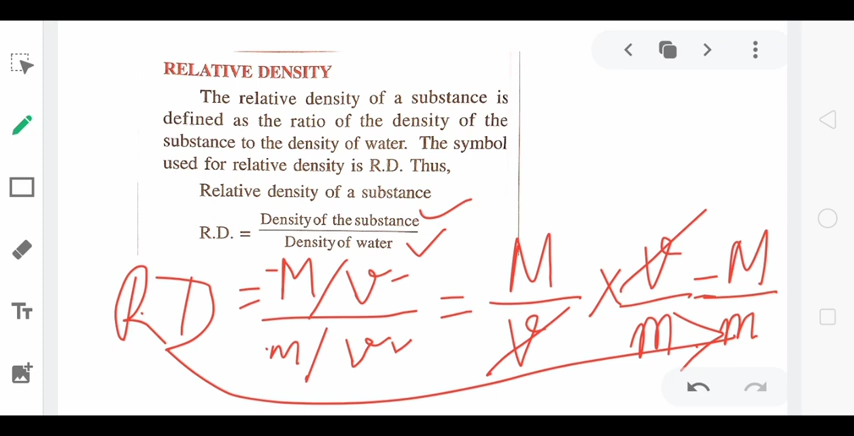 RELATIVE DENSITY
The relative density of a substance is
defined as the ratio of the density of the
substance to the density of water. The symbol
used for relative density is R.D. Thus,
Relative density of a substance
R.D. = Density of the substance
Density of water
R.D = M/V = M/V × V/m = M/m
m/V
Tт